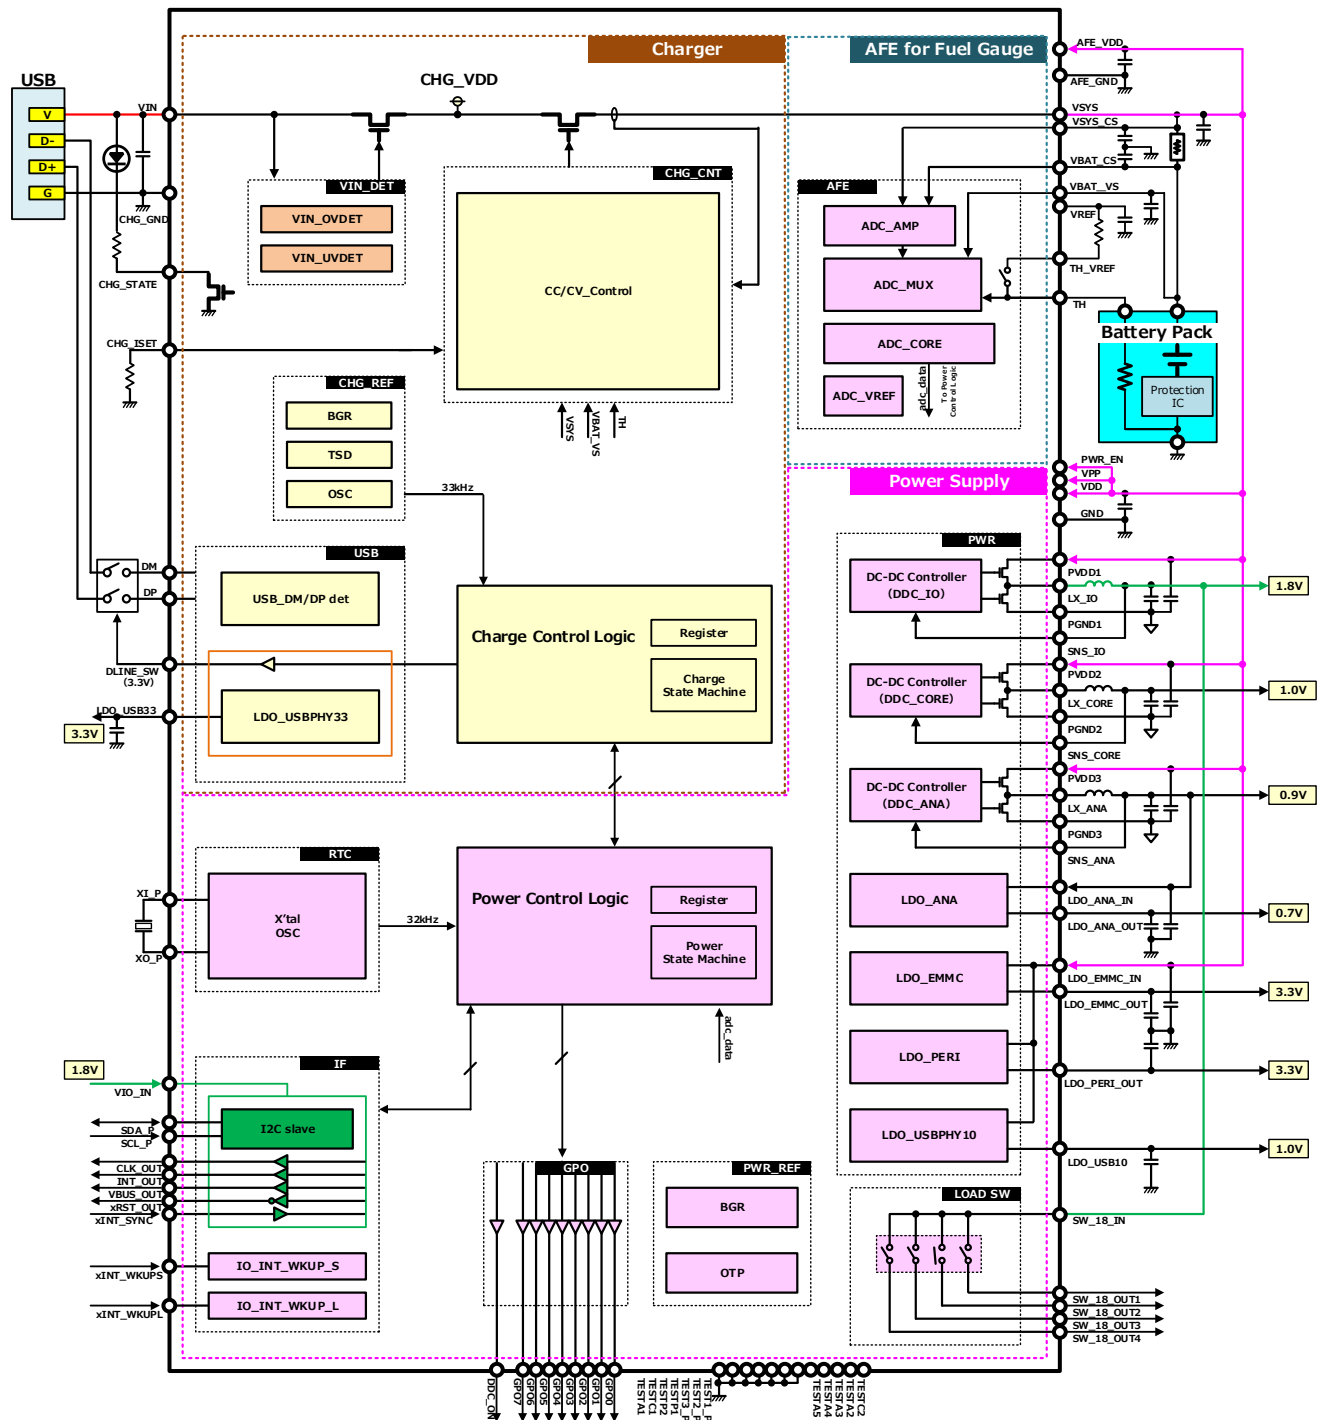 Charger
AFE for Fuel Gauge
AFE_VDD
AFE_GND
USB
V
D-
D+
G
VIN
CHG_GND
CHG_STATE
CHG_ISET
CHG_VDD
VIN_DET
VIN_OVDET
VIN_UVDET
CHG_CNT
CC/CV_Control
VSYS
VBAT_VS
TH
CHG_REF
BGR
TSD
OSC
33kHz
AFE
ADC_AMP
ADC_MUX
ADC_CORE
ADC_VREF
adc_data
To Power
Control Logic
VSYS
VSYS_CS
VBAT_CS
VBAT_VS
VREF
TH_VREF
TH
Battery Pack
Protection
IC
Power Supply
PWR_EN
VPP
VDD
GND
USB
USB_DM/DP det
LDO_USBPHY33
DM
DP
DLINE_SW
(3.3V)
LDO_USB33
3.3V
Charge Control Logic
Register
Charge
State Machine
PWR
DC-DC Controller
(DDC_IO)
PVDD1
LX_IO
PGND1
SNS_IO
1.8V
DC-DC Controller
(DDC_CORE)
PVDD2
LX_CORE
PGND2
SNS_CORE
1.0V
DC-DC Controller
(DDC_ANA)
PVDD3
LX_ANA
PGND3
SNS_ANA
0.9V
LDO_ANA
LDO_ANA_IN
LDO_ANA_OUT
0.7V
LDO_EMMC
LDO_EMMC_IN
LDO_EMMC_OUT
3.3V
LDO_PERI
LDO_PERI_OUT
3.3V
LDO_USBPHY10
LDO_USB10
1.0V
RTC
X'tal
OSC
XI_P
XO_P
32kHz
Power Control Logic
Register
Power
State Machine
adc_data
IF
1.8V
VIO_IN
I2C slave
SDA_P
SCL_P
CLK_OUT
INT_OUT
VBUS_OUT
xRST_OUT
xINT_SYNC
IO_INT_WKUP_S
xINT_WKUPS
IO_INT_WKUP_L
xINT_WKUPL
GPO
PWR_REF
BGR
OTP
LOAD SW
SW_18_IN
SW_18_OUT1
SW_18_OUT2
SW_18_OUT3
SW_18_OUT4
DDC_ON
GPO7
GPO6
GPO5
GPO4
GPO3
GPO2
GPO1
GPO0
TESTA1
TESTC1
TESTP2
TESTP1
TEST3_P
TEST2_P
TEST1_P
TESTA5
TESTA4
TESTA3
TESTA2
TESTC2